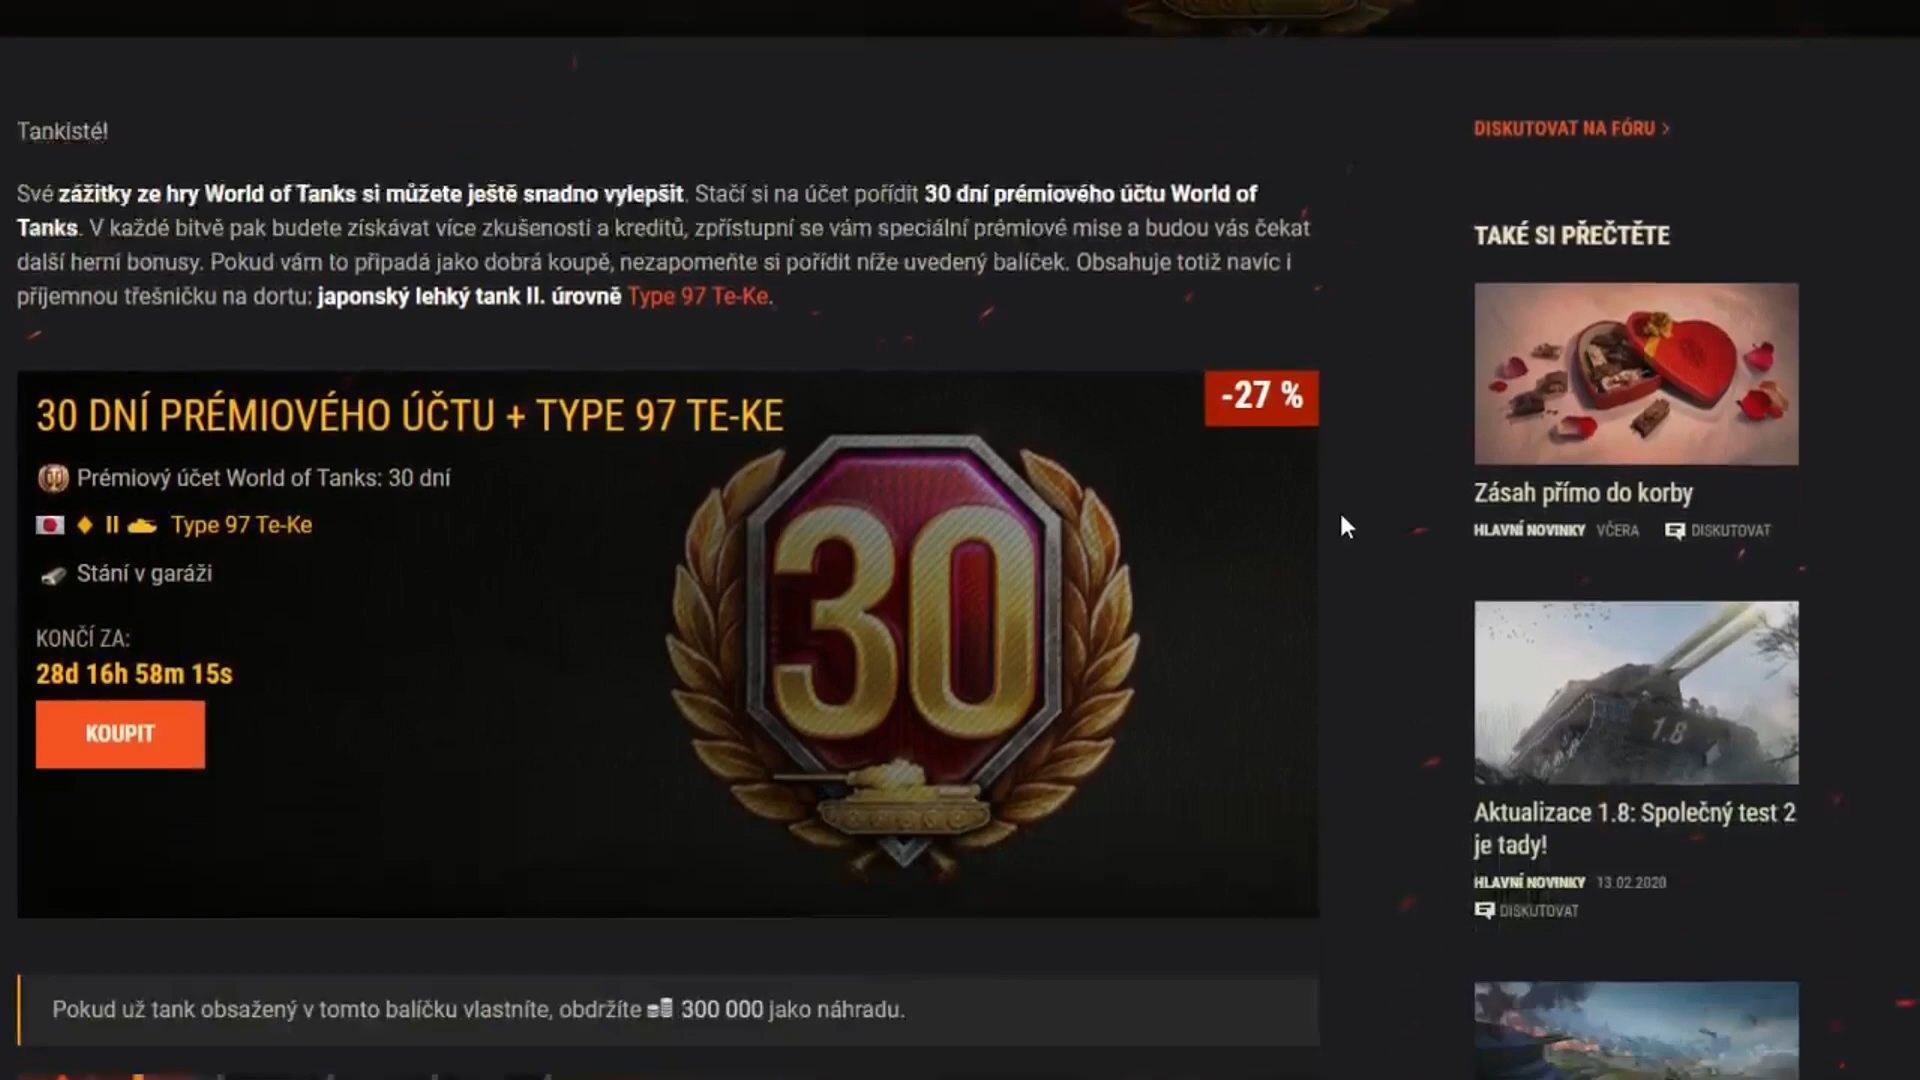 Tankisté!
Své zážitky ze hry World of Tanks si můžete ještě snadno vylepšit. Stačí si na účet pořídit 30 dní prémiového účtu World of
Tanks. V každé bitvě pak budete získávat více zkušeností a kreditů, zpřístupní se vám speciální prémiové mise a budou vás čekat
další herní bonusy. Pokud vám to připadá jako dobrá koupě, nezapomeňte si pořídit níže uvedený balíček. Obsahuje totiž navíc i
příjemnou třešničku na dortu: japonský lehký tank II. úrovně Type 97 Te-Ke.
30 DNÍ PRÉMIOVÉHO ÚČTU + TYPE 97 TE-KE
-27 %
Prémiový účet World of Tanks: 30 dní
II Type 97 Te-Ke
Stání v garáži
30
KONČÍ ZA:
28d 16h 58m 15s
KOUPIT
Pokud už tank obsažený v tomto balíčku vlastníte, obdržíte 300 000 jako náhradu.
DISKUTOVAT NA FÓRU >
TAKÉ SI PŘEČTĚTE
Zásah přímo do korby
HLAVNÍ NOVINKY VČERA DISKUTOVAT
1.8
Aktualizace 1.8: Společný test 2
je tady!
HLAVNÍ NOVINKY 13.02.2020
DISKUTOVAT